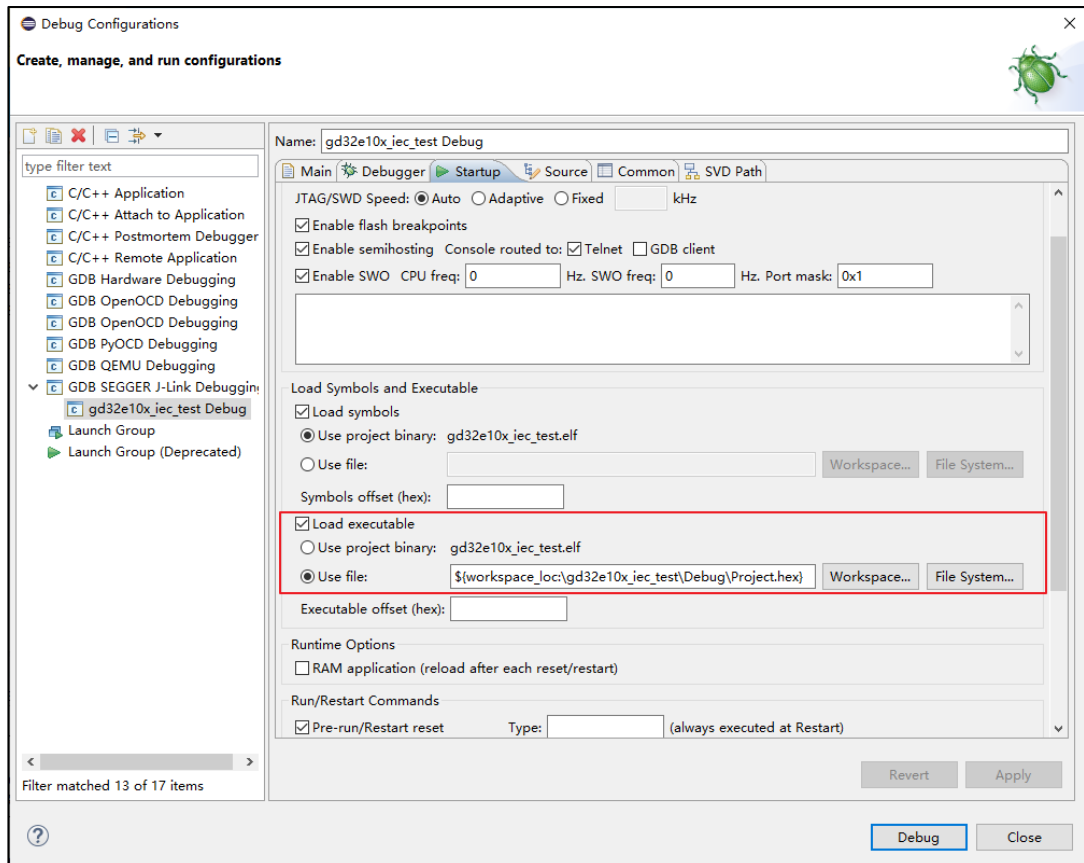 Debug Configurations
Create, manage, and run configurations
type filter text
C/C++ Application
C/C++ Attach to Application
C/C++ Postmortem Debugger
C/C++ Remote Application
GDB Hardware Debugging
GDB OpenOCD Debugging
GDB OpenOCD Debugging
GDB PyOCD Debugging
GDB QEMU Debugging
GDB SEGGER J-Link Debugging
gd32e10x_iec_test Debug
Launch Group
Launch Group (Deprecated)
Filter matched 13 of 17 items
Name: gd32e10x_iec_test Debug
Main Debugger Startup Source Common SVD Path
JTAG/SWD Speed: Auto Adaptive Fixed kHz
Enable flash breakpoints
Enable semihosting Console routed to: Telnet GDB client
Enable SWO CPU freq: 0 Hz. SWO freq: 0 Hz. Port mask: 0x1
Load Symbols and Executable
Load symbols
Use project binary: gd32e10x_iec_test.elf
Use file: Workspace... File System...
Symbols offset (hex):
Load executable
Use project binary: gd32e10x_iec_test.elf
Use file: ${workspace_loc:\gd32e10x_iec_test\Debug\Project.hex} Workspace... File System...
Executable offset (hex):
Runtime Options
RAM application (reload after each reset/restart)
Run/Restart Commands
Pre-run/Restart reset Type: (always executed at Restart)
Revert Apply
Debug Close